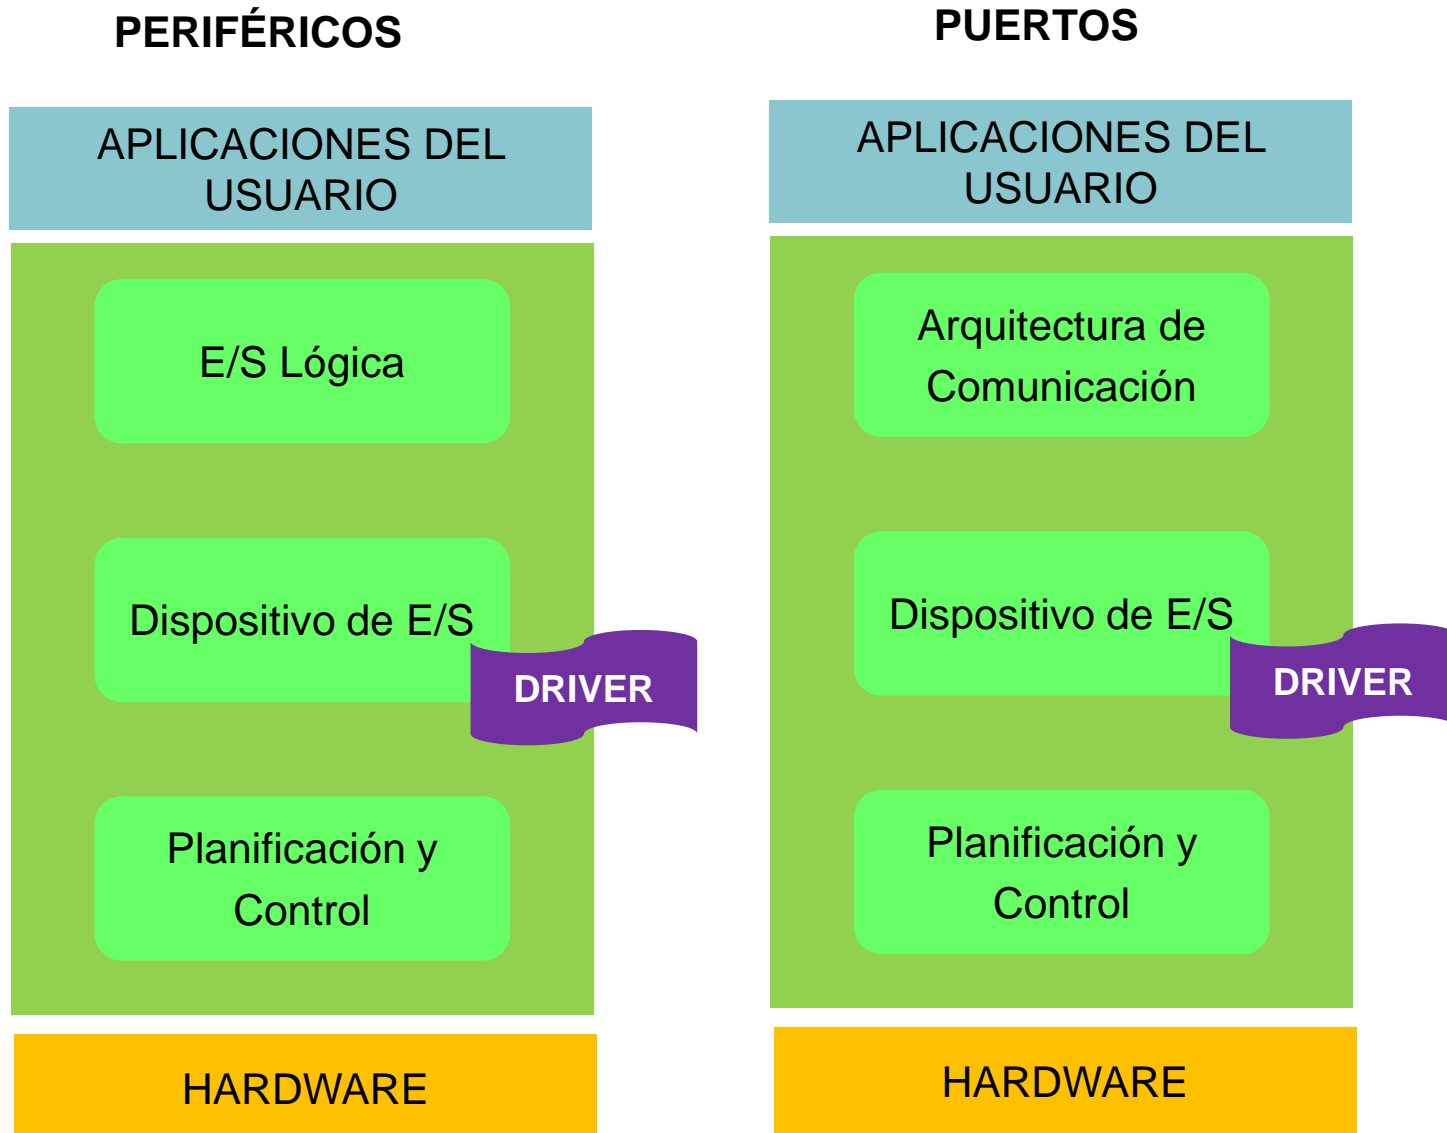 PERIFÉRICOS
APLICACIONES DEL
USUARIO
E/S Lógica
Dispositivo de E/S
DRIVER
Planificación y
Control
HARDWARE
PUERTOS
APLICACIONES DEL
USUARIO
Arquitectura de
Comunicación
Dispositivo de E/S
DRIVER
Planificación y
Control
HARDWARE